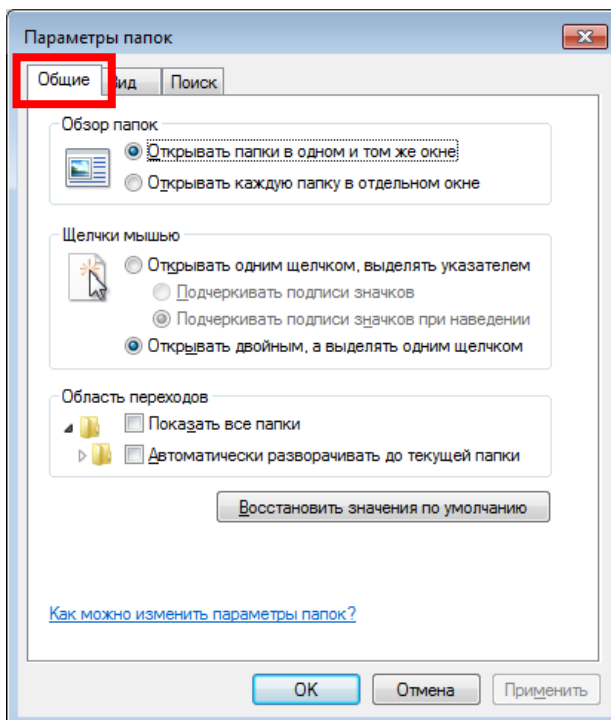 Параметры папок
Общие Вид Поиск
Обзор папок
Открывать папки в одном и том же окне
Открывать каждую папку в отдельном окне
Щелчки мышью
Открывать одним щелчком, выделять указателем
Подчеркивать подписи значков
Подчеркивать подписи значков при наведении
Открывать двойным, а выделять одним щелчком
Область переходов
Показать все папки
Автоматически разворачивать до текущей папки
Восстановить значения по умолчанию
Как можно изменить параметры папок?
OK Отмена Применить